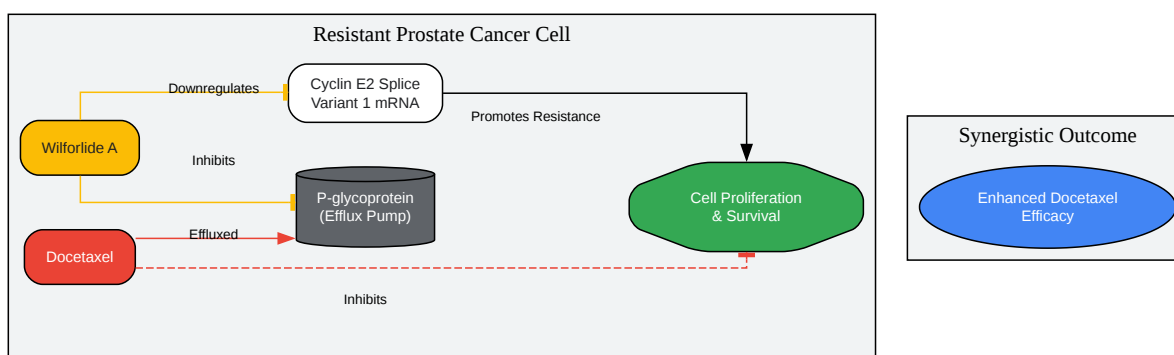 Resistant Prostate Cancer Cell
Downregulates
Cyclin E2 Splice
Variant 1 mRNA
Promotes Resistance
Wilforlide A
Inhibits
P-glycoprotein
(Efflux Pump)
Cell Proliferation
& Survival
Effluxed
Docetaxel
Inhibits
Synergistic Outcome
Enhanced Docetaxel
Efficacy